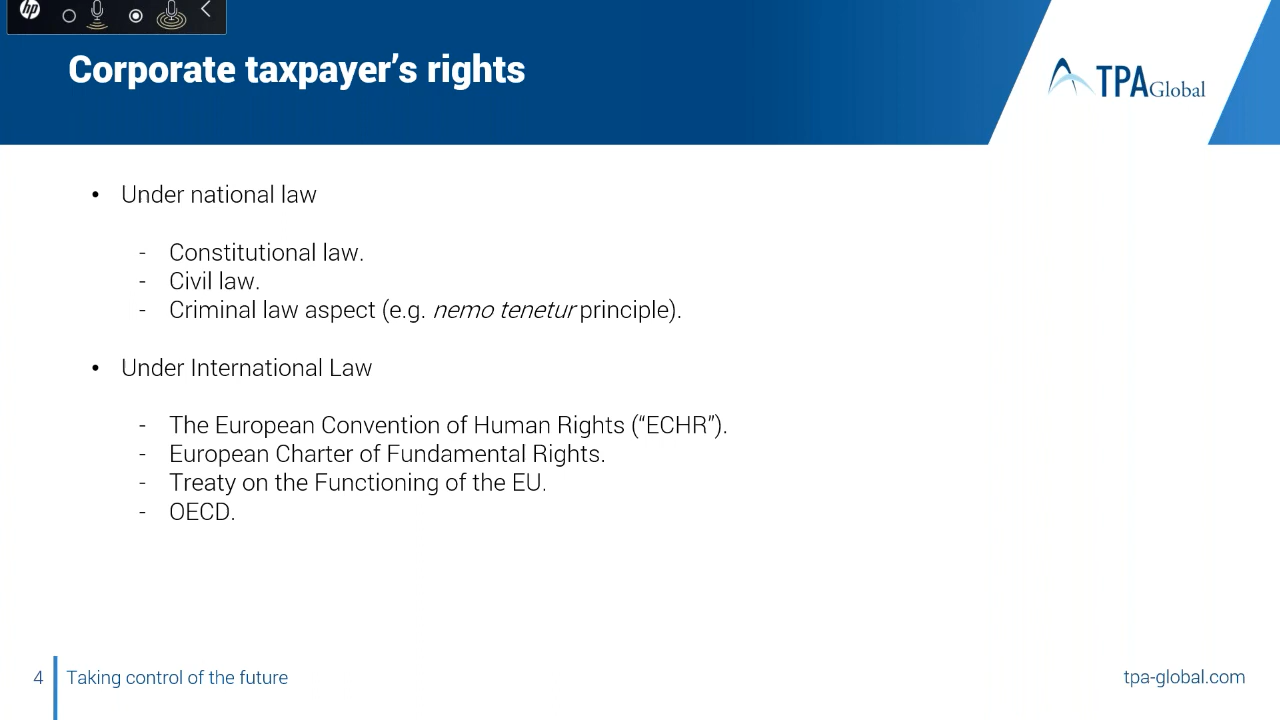 hp
Corporate taxpayer’s rights
TPAGlobal
• Under national law
- Constitutional law.
- Civil law.
- Criminal law aspect (e.g. nemo tenetur principle).
• Under International Law
- The European Convention of Human Rights (“ECHR”).
- European Charter of Fundamental Rights.
- Treaty on the Functioning of the EU.
- OECD.
4 Taking control of the future
tpa-global.com